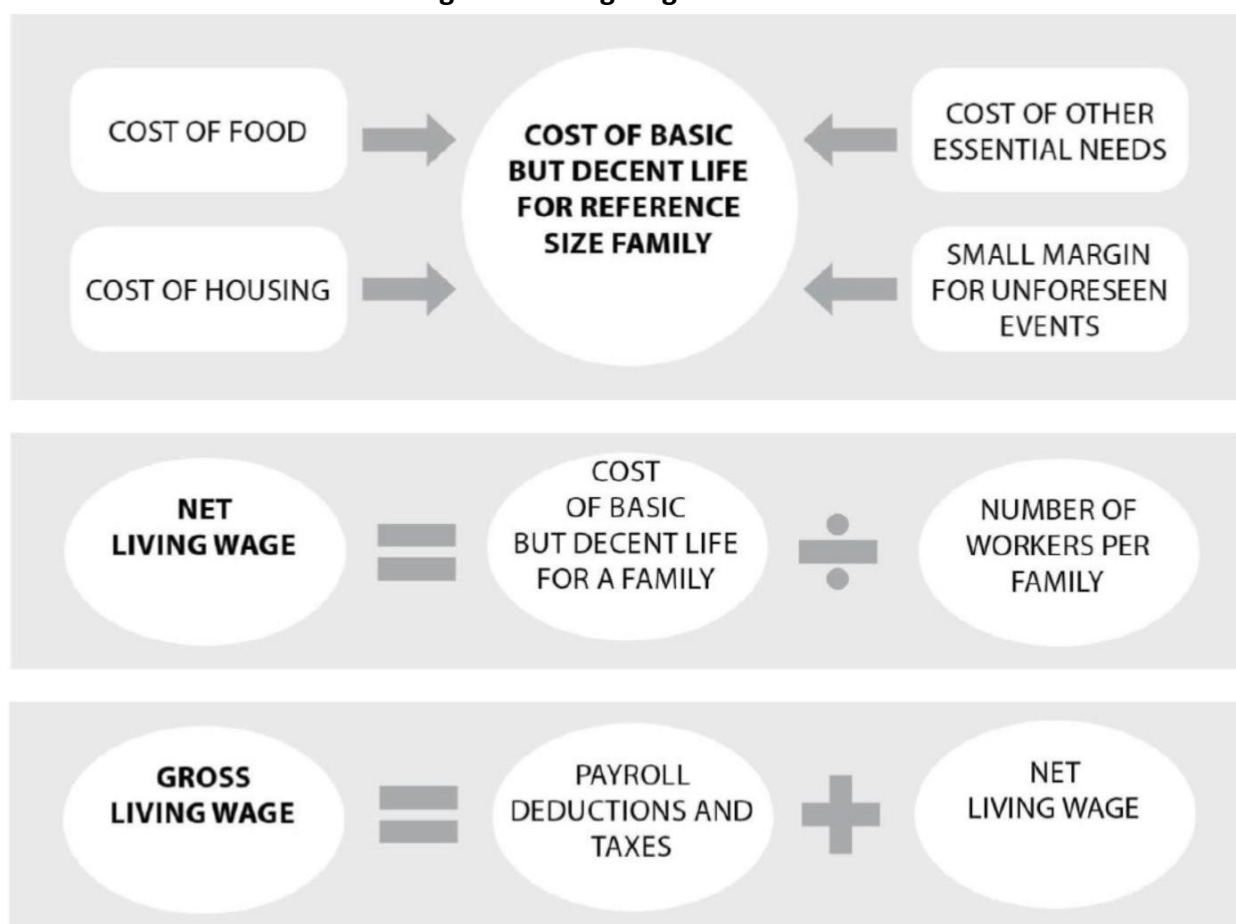 COST OF FOOD
COST OF HOUSING
COST OF BASIC
BUT DECENT LIFE
FOR REFERENCE
SIZE FAMILY
COST OF OTHER
ESSENTIAL NEEDS
SMALL MARGIN
FOR UNFORESEEN
EVENTS
NET
LIVING WAGE
=
COST
OF BASIC
BUT DECENT LIFE
FOR A FAMILY
÷
NUMBER OF
WORKERS PER
FAMILY
GROSS
LIVING WAGE
=
PAYROLL
DEDUCTIONS AND
TAXES
+
NET
LIVING WAGE